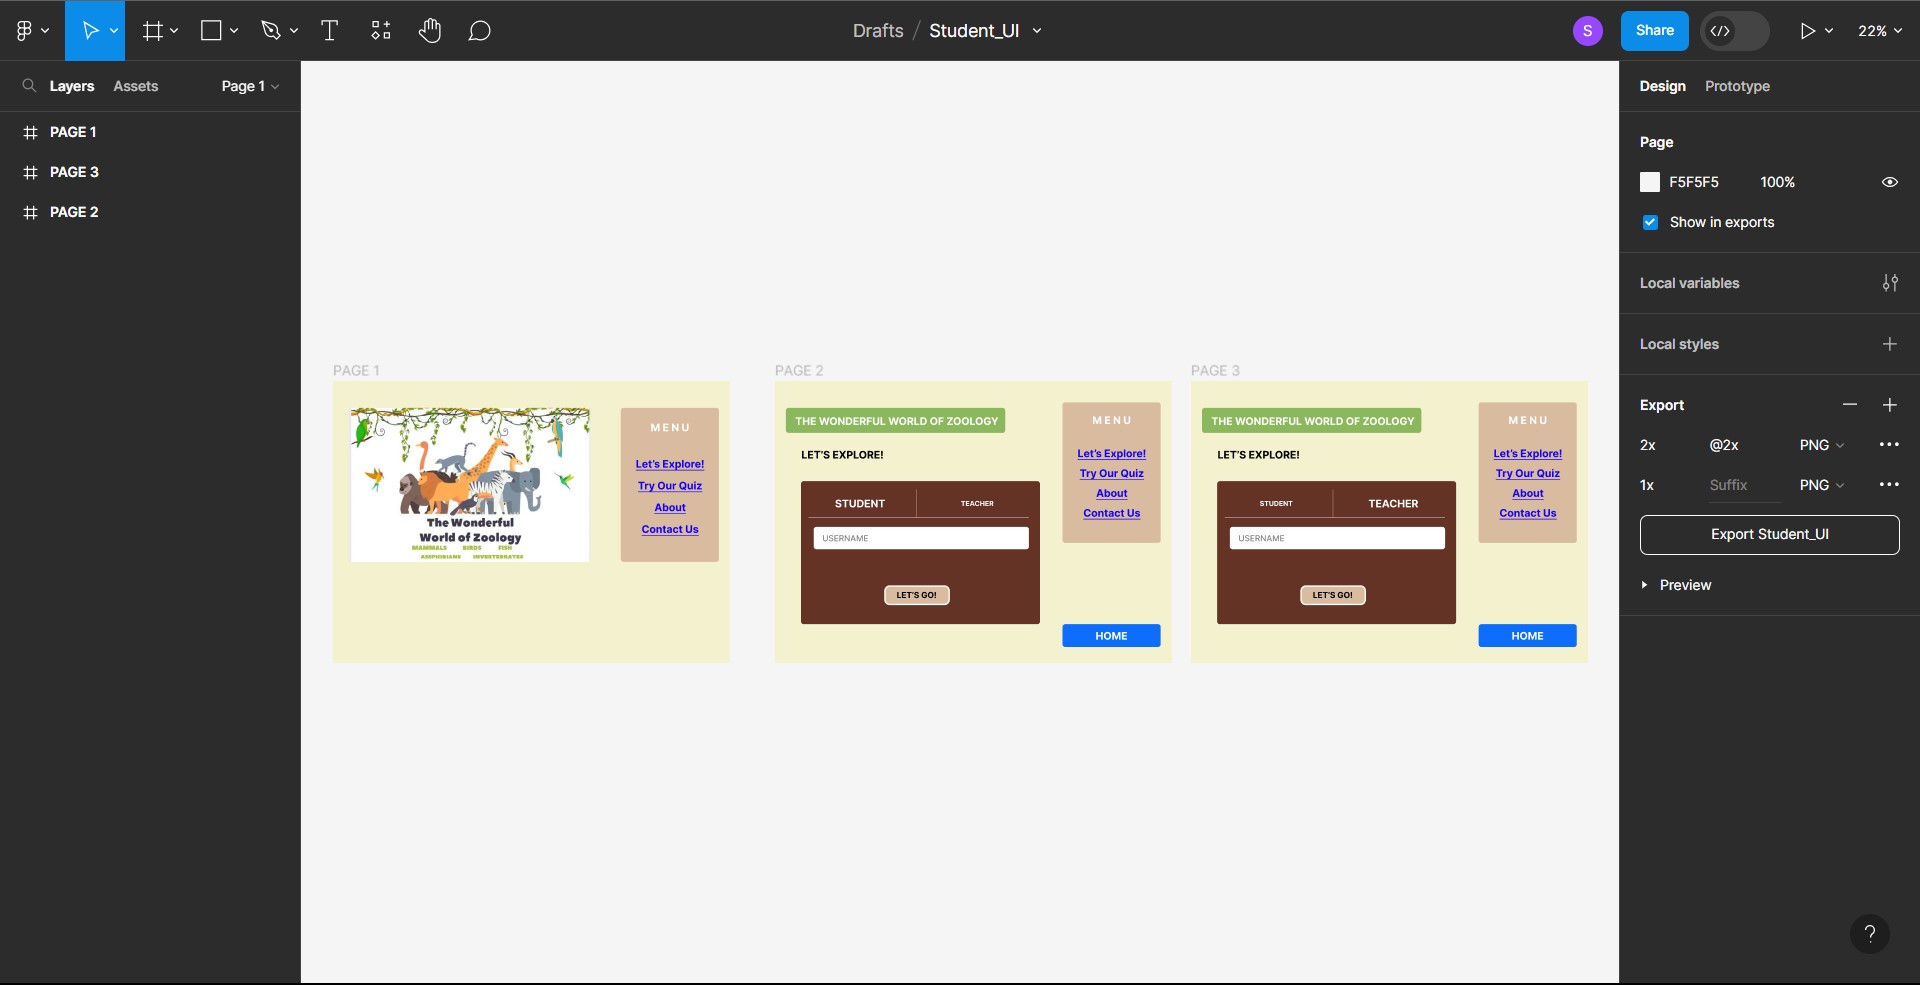 Drafts / Student_UI
S
Share
22%
Layers
Assets
Page 1
PAGE 1
PAGE 3
PAGE 2
PAGE 1
The Wonderful
World of Zoology
MAMMALS BIRDS FISH
AMPHIBIANS INVERTEBRATES
MENU
Let's Explore!
Try Our Quiz
About
Contact Us
PAGE 2
THE WONDERFUL WORLD OF ZOOLOGY
LET'S EXPLORE!
STUDENT
TEACHER
USERNAME
LET'S GO!
MENU
Let's Explore!
Try Our Quiz
About
Contact Us
HOME
PAGE 3
THE WONDERFUL WORLD OF ZOOLOGY
LET'S EXPLORE!
STUDENT
TEACHER
USERNAME
LET'S GO!
MENU
Let's Explore!
Try Our Quiz
About
Contact Us
HOME
Design
Prototype
Page
F5F5F5 100%
Show in exports
Local variables
Local styles
Export
2x @2x PNG
1x Suffix PNG
Export Student_UI
Preview
?